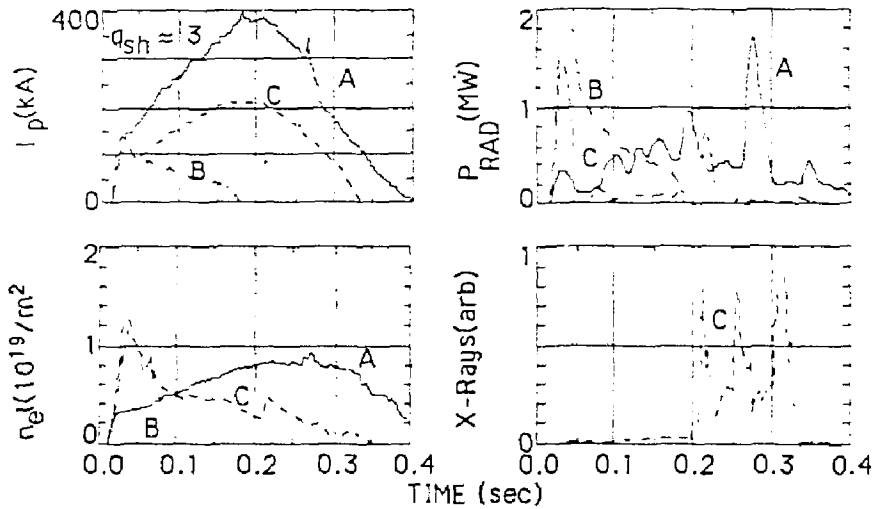 400
q_sh ≈ 3
A
C
B
I_p(kA)
0
2
A
B
1
C
P_RAD (MW)
0
2
1
A
C
B
n_e l(10^19/m^2)
0
0.0 0.1 0.2 0.3 0.4
1
C
X-Rays(arb)
0
0.0 0.1 0.2 0.3 0.4
TIME (sec)